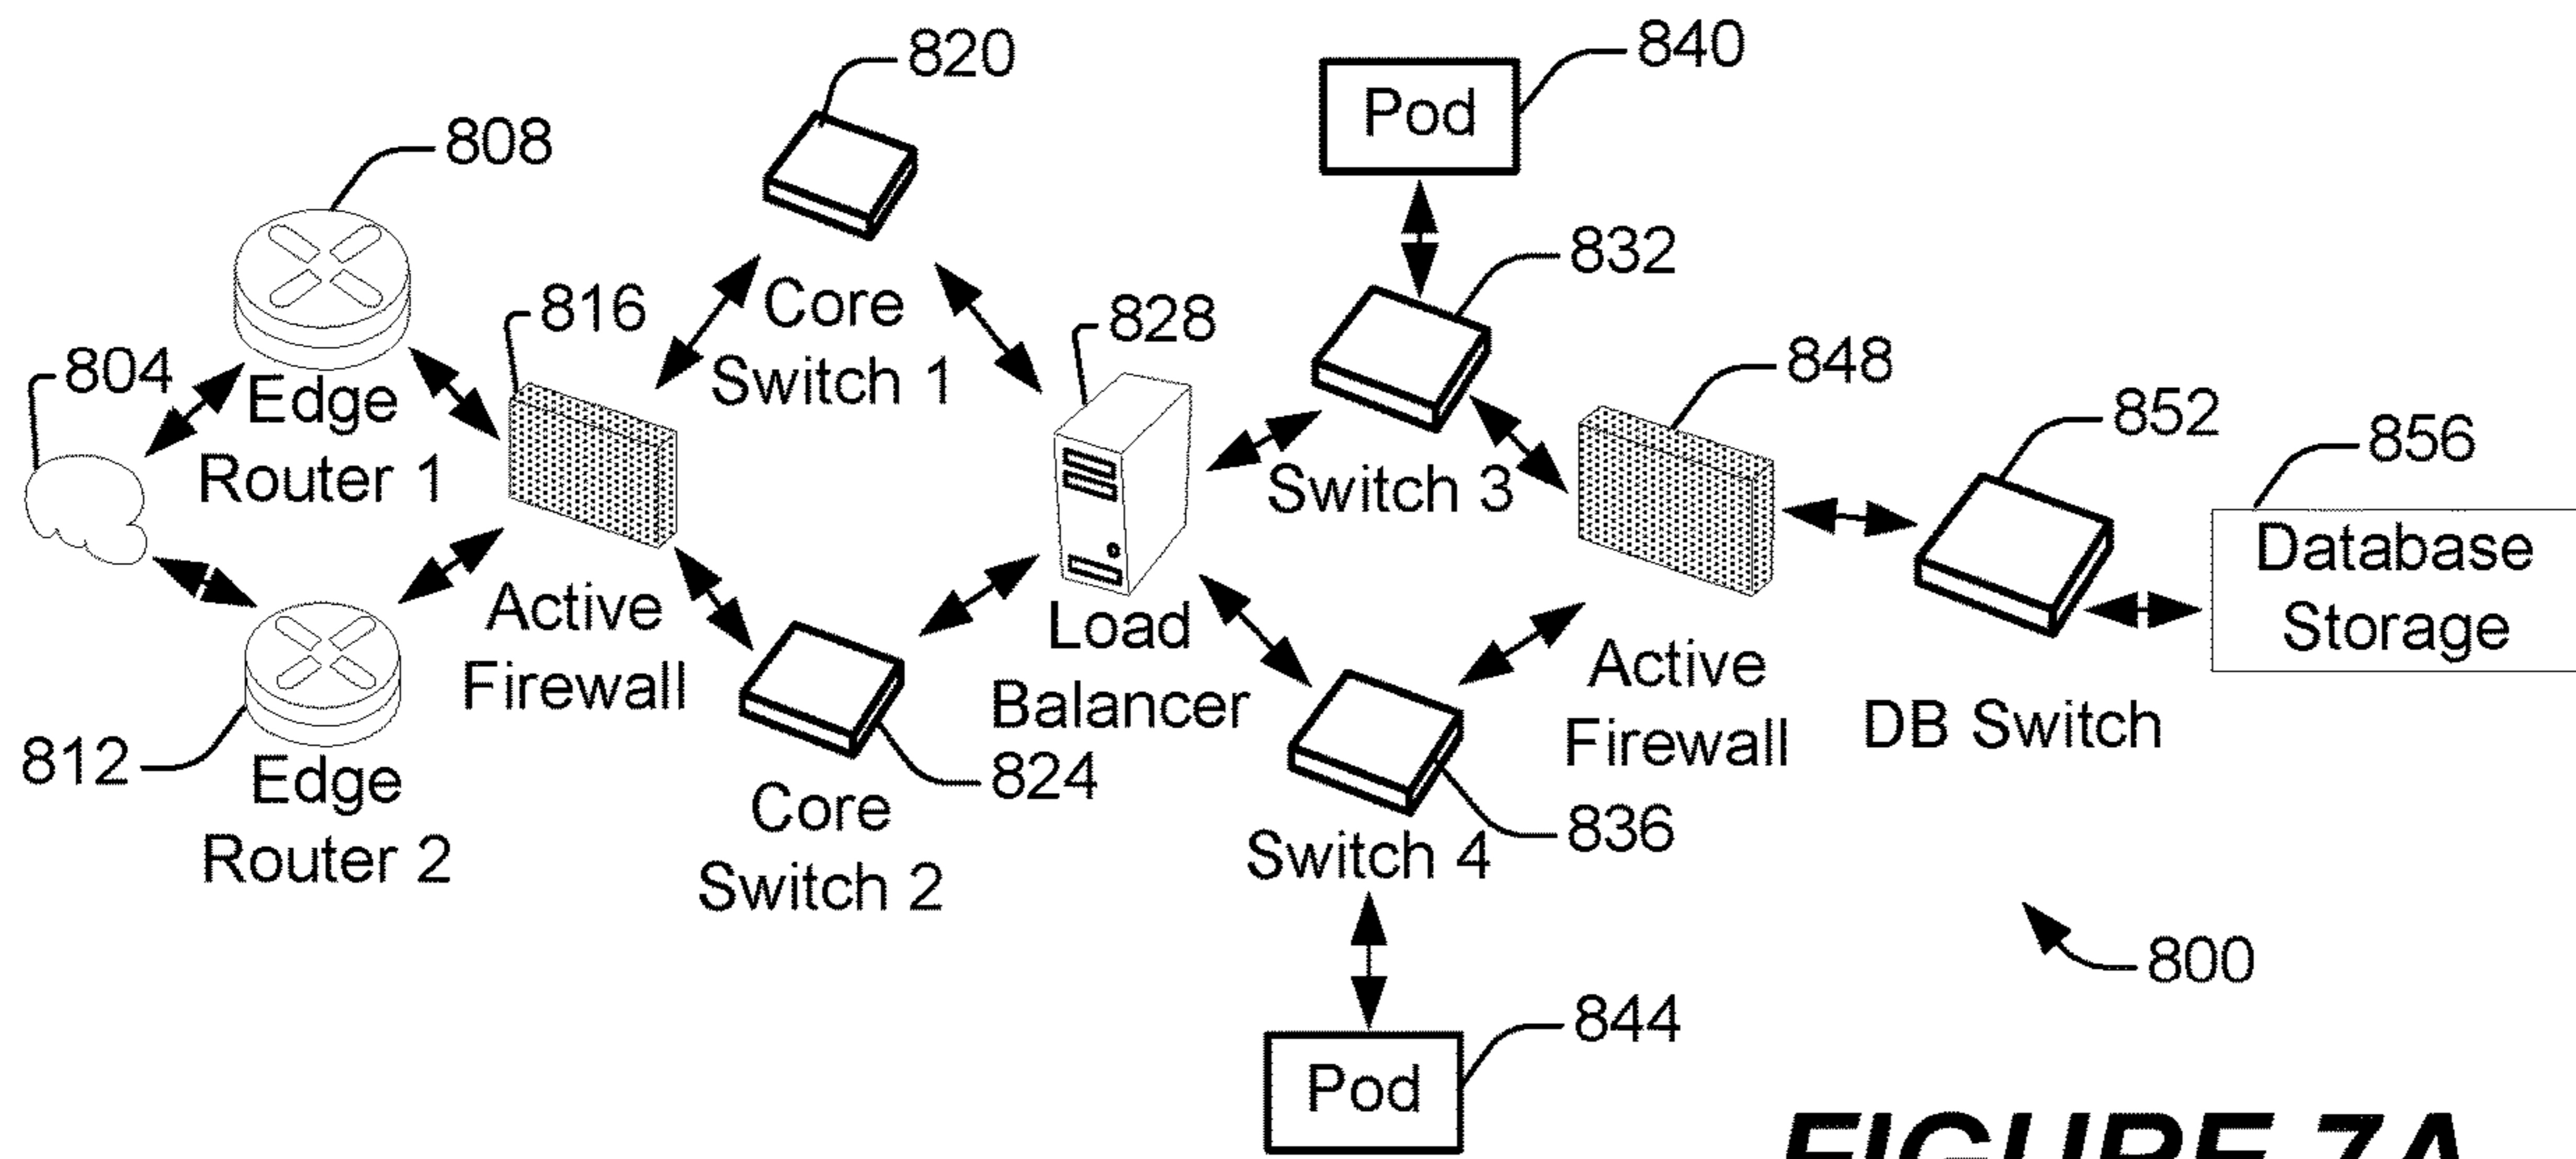 820
840
Pod
808
832
816
Core
Switch 1
828
848
804
Edge
Router 1
852
856
Switch 3
Database
Storage
Active
Firewall
Load
Balancer
Active
Firewall
DB Switch
812
Edge
Router 2
824
Core
Switch 2
836
Switch 4
800
844
Pod
FIGURE 7A